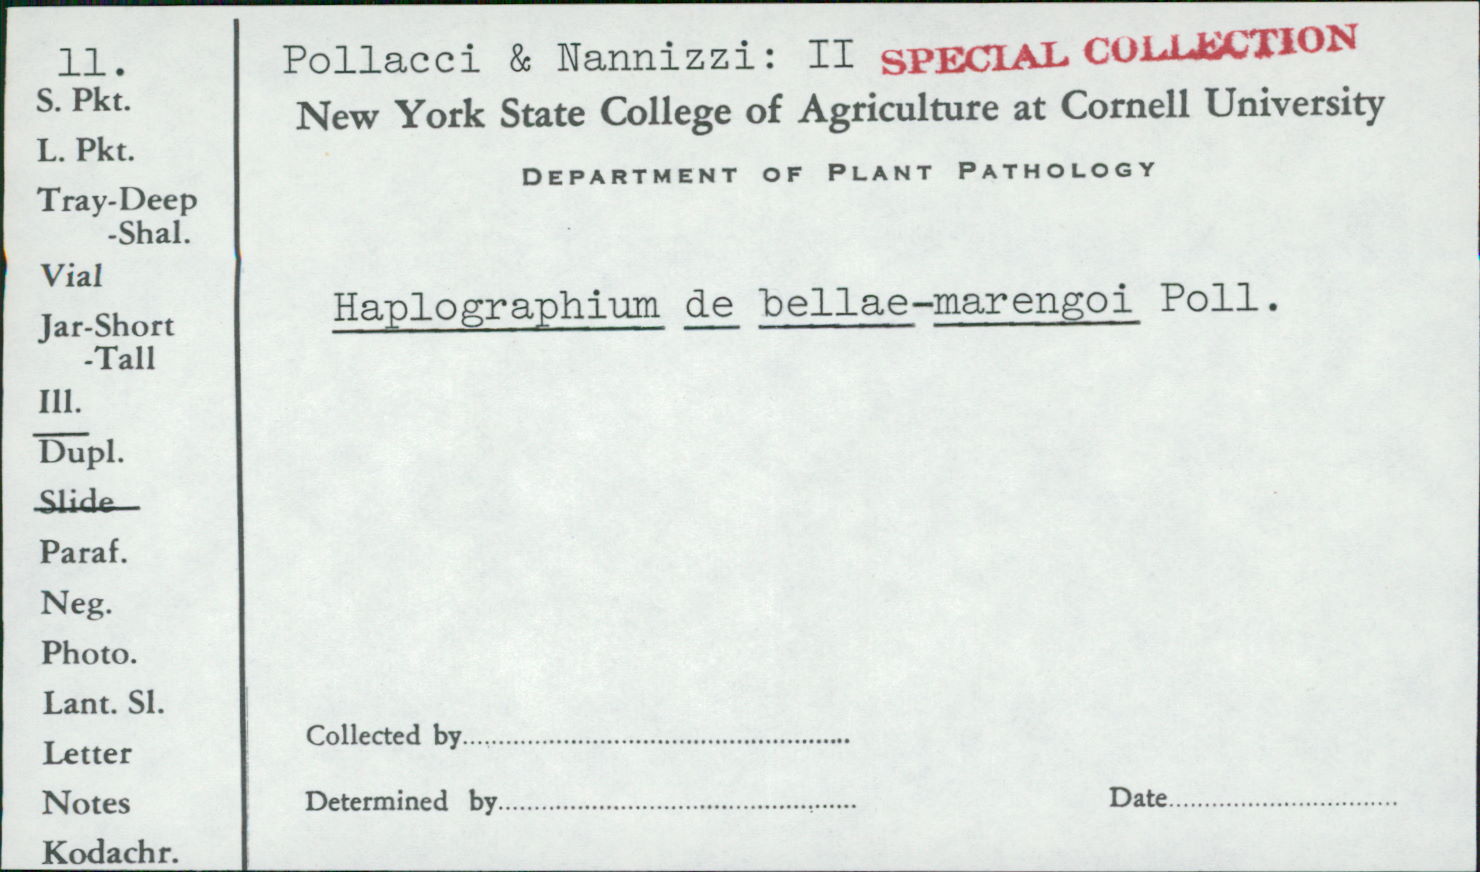 11.
S. Pkt.
L. Pkt.
Tray-Deep
-Shal.
Vial
Jar-Short
-Tall
Ill.
Dupl.
Slide
Paraf.
Neg.
Photo.
Lant. Sl.
Letter
Notes
Kodachr.
Pollacci & Nannizzi: II SPECIAL COLLECTION
New York State College of Agriculture at Cornell University
DEPARTMENT OF PLANT PATHOLOGY
Haplographium de bellae-marengoi Poll.
Collected by
Determined by
Date